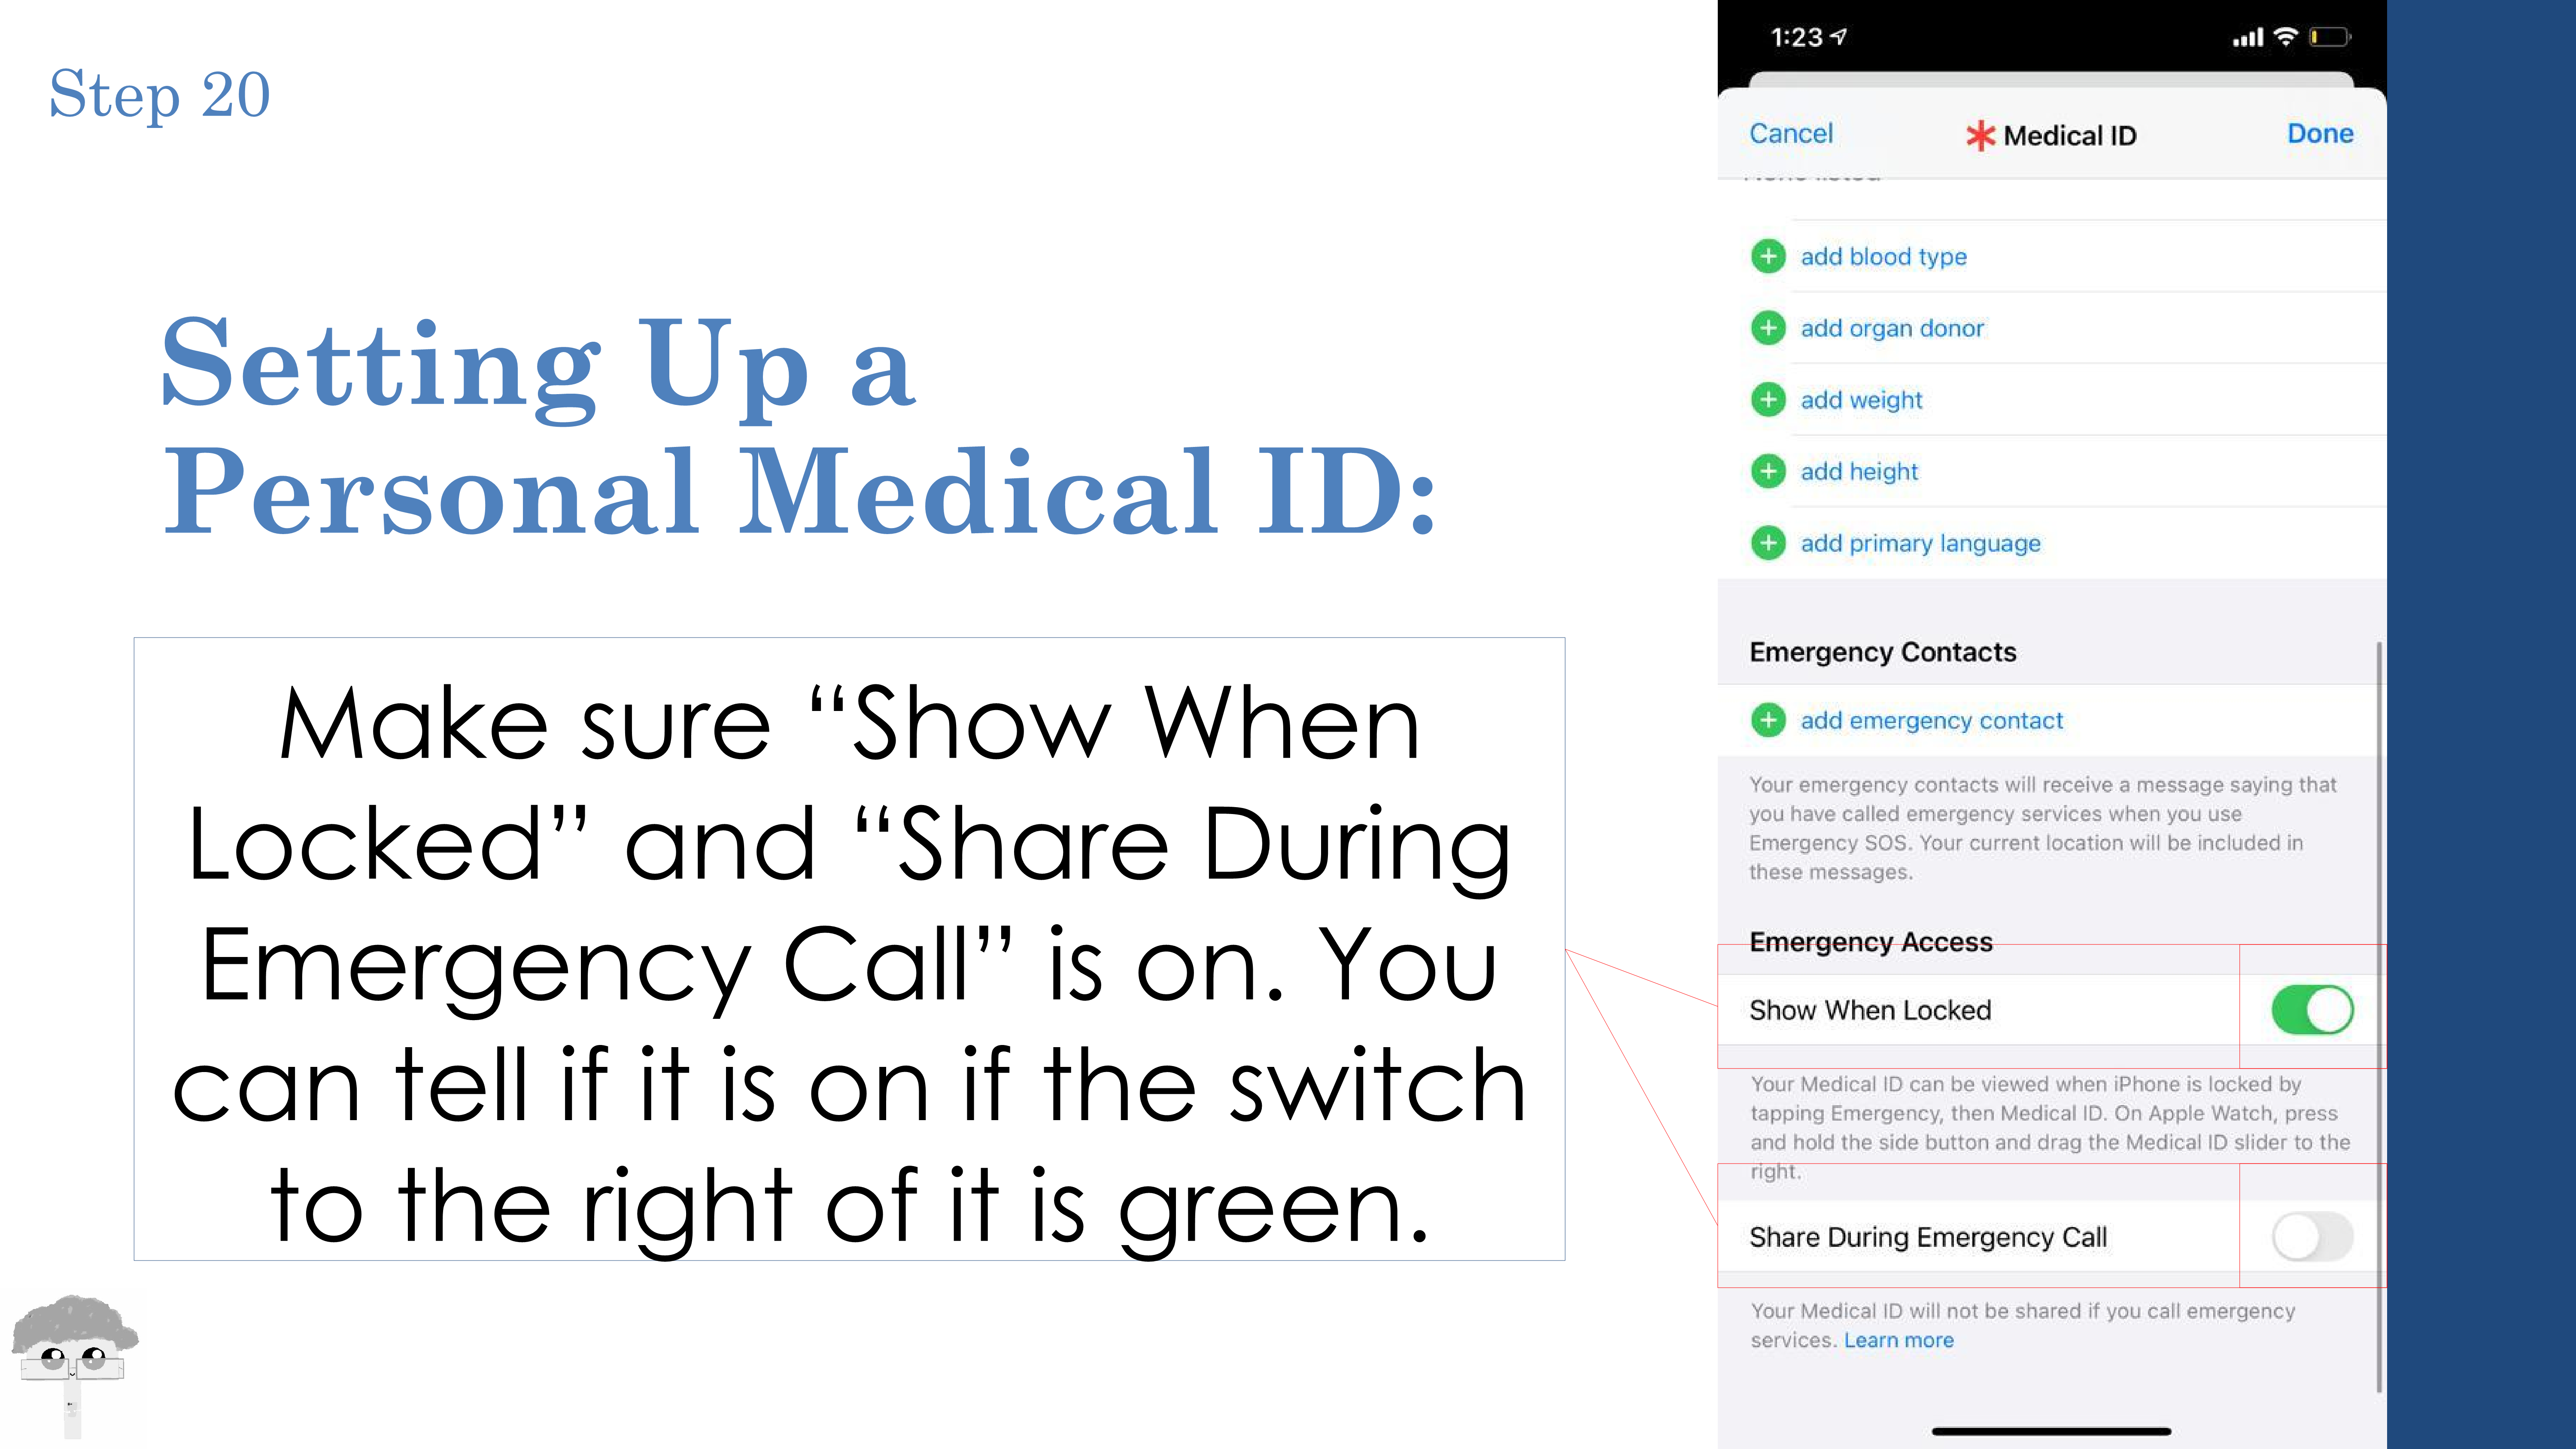 Step 20
Setting Up a
Personal Medical ID:
Make sure “Show When
Locked” and “Share During
Emergency Call” is on. You
can tell if it is on if the switch
to the right of it is green.
1:23
Cancel
Medical ID
Done
add blood type
add organ donor
add weight
add height
add primary language
Emergency Contacts
add emergency contact
Your emergency contacts will receive a message saying that
you have called emergency services when you use
Emergency SOS. Your current location will be included in
these messages.
Emergency Access
Show When Locked
Your Medical ID can be viewed when iPhone is locked by
tapping Emergency, then Medical ID. On Apple Watch, press
and hold the side button and drag the Medical ID slider to the
right.
Share During Emergency Call
Your Medical ID will not be shared if you call emergency
services. Learn more